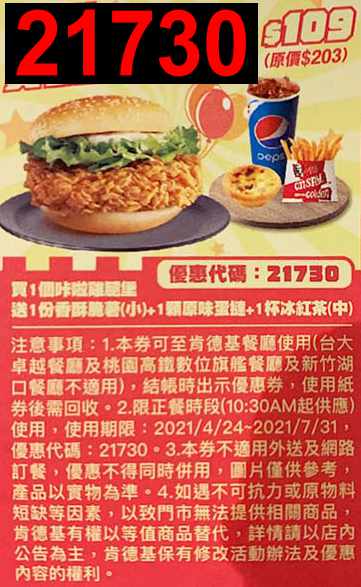 21730
$109
(原價$203)
pepsi
優惠代碼：21730
買1個咔啦雞腿堡
送1份香酥脆薯(小)+1顆原味蛋撻+1杯冰紅茶(中)
注意事項：1.本券可至肯德基餐廳使用(台大
卓越餐廳及桃園高鐵數位旗艦餐廳及新竹湖
口餐廳不適用)，結帳時出示優惠券，使用紙
券後需回收。2.限正餐時段(10:30AM起供應)
使用，使用期限：2021/4/24~2021/7/31，
優惠代碼：21730。3.本券不適用外送及網路
訂餐，優惠不得同時併用，圖片僅供參考，
產品以實物為準。4.如遇不可抗力或原物料
短缺等因素，以致門市無法提供相關商品，
肯德基有權以等值商品替代，詳情請以店內
公告為主，肯德基保有修改活動辦法及優惠
內容的權利。